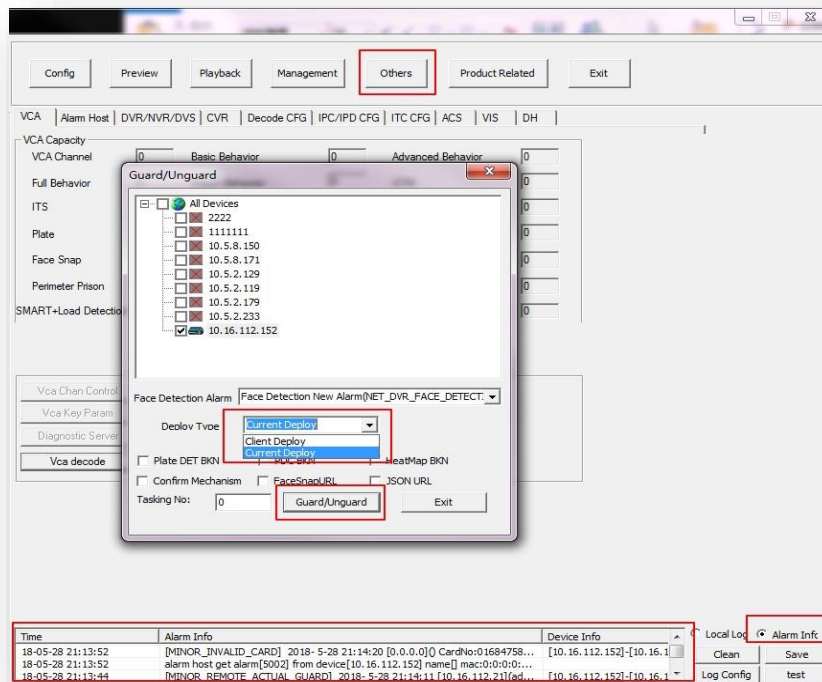 Config Preview Playback Management Others Product Related Exit
VCA Alarm Host DVR/NVR/DVS CVR Decode CFG IPC/IPD CFG ITC CFG ACS VIS DH
VCA Capacity
VCA Channel 0 Basic Behavior 0 Advanced Behavior 0
Full Behavior 0
ITS 0
Plate 0
Face Snap 0
Perimeter Prison 0
SMART+Load Detectio 0
Guard/Unguard
All Devices
2222
1111111
10.5.8.150
10.5.8.171
10.5.2.129
10.5.2.119
10.5.2.179
10.5.2.233
10.16.112.152
Face Detection Alarm Face Detection New Alarm(NET_DVR_FACE_DETECT:
Deploy Type Current Deploy
Client Deploy
Current Deploy
Plate DET BKN PDC BKN HeatMap BKN
Confirm Mechanism FaceSnapURL JSON URL
Tasking No: 0 Guard/Unguard Exit
Vca Chan Control
Vca Key Param
Diagnostic Server
Vca decode
Time Alarm Info Device Info
18-05-28 21:13:52 [MINOR_INVALID_CARD] 2018- 5-28 21:14:20 [0.0.0.0]() CardNo:01684758... [10.16.112.152]-[10.16.1
18-05-28 21:13:52 alarm host get alarm[5002] from device[10.16.112.152] name[] mac:0:0:0:0:...
18-05-28 21:13:44 [MINOR_REMOTE_ACTUAL_GUARD] 2018- 5-28 21:14:11 [10.16.112.21](ad... [10.16.112.152]-[10.16.1
Local Log Alarm Info
Clean Save
Log Config test